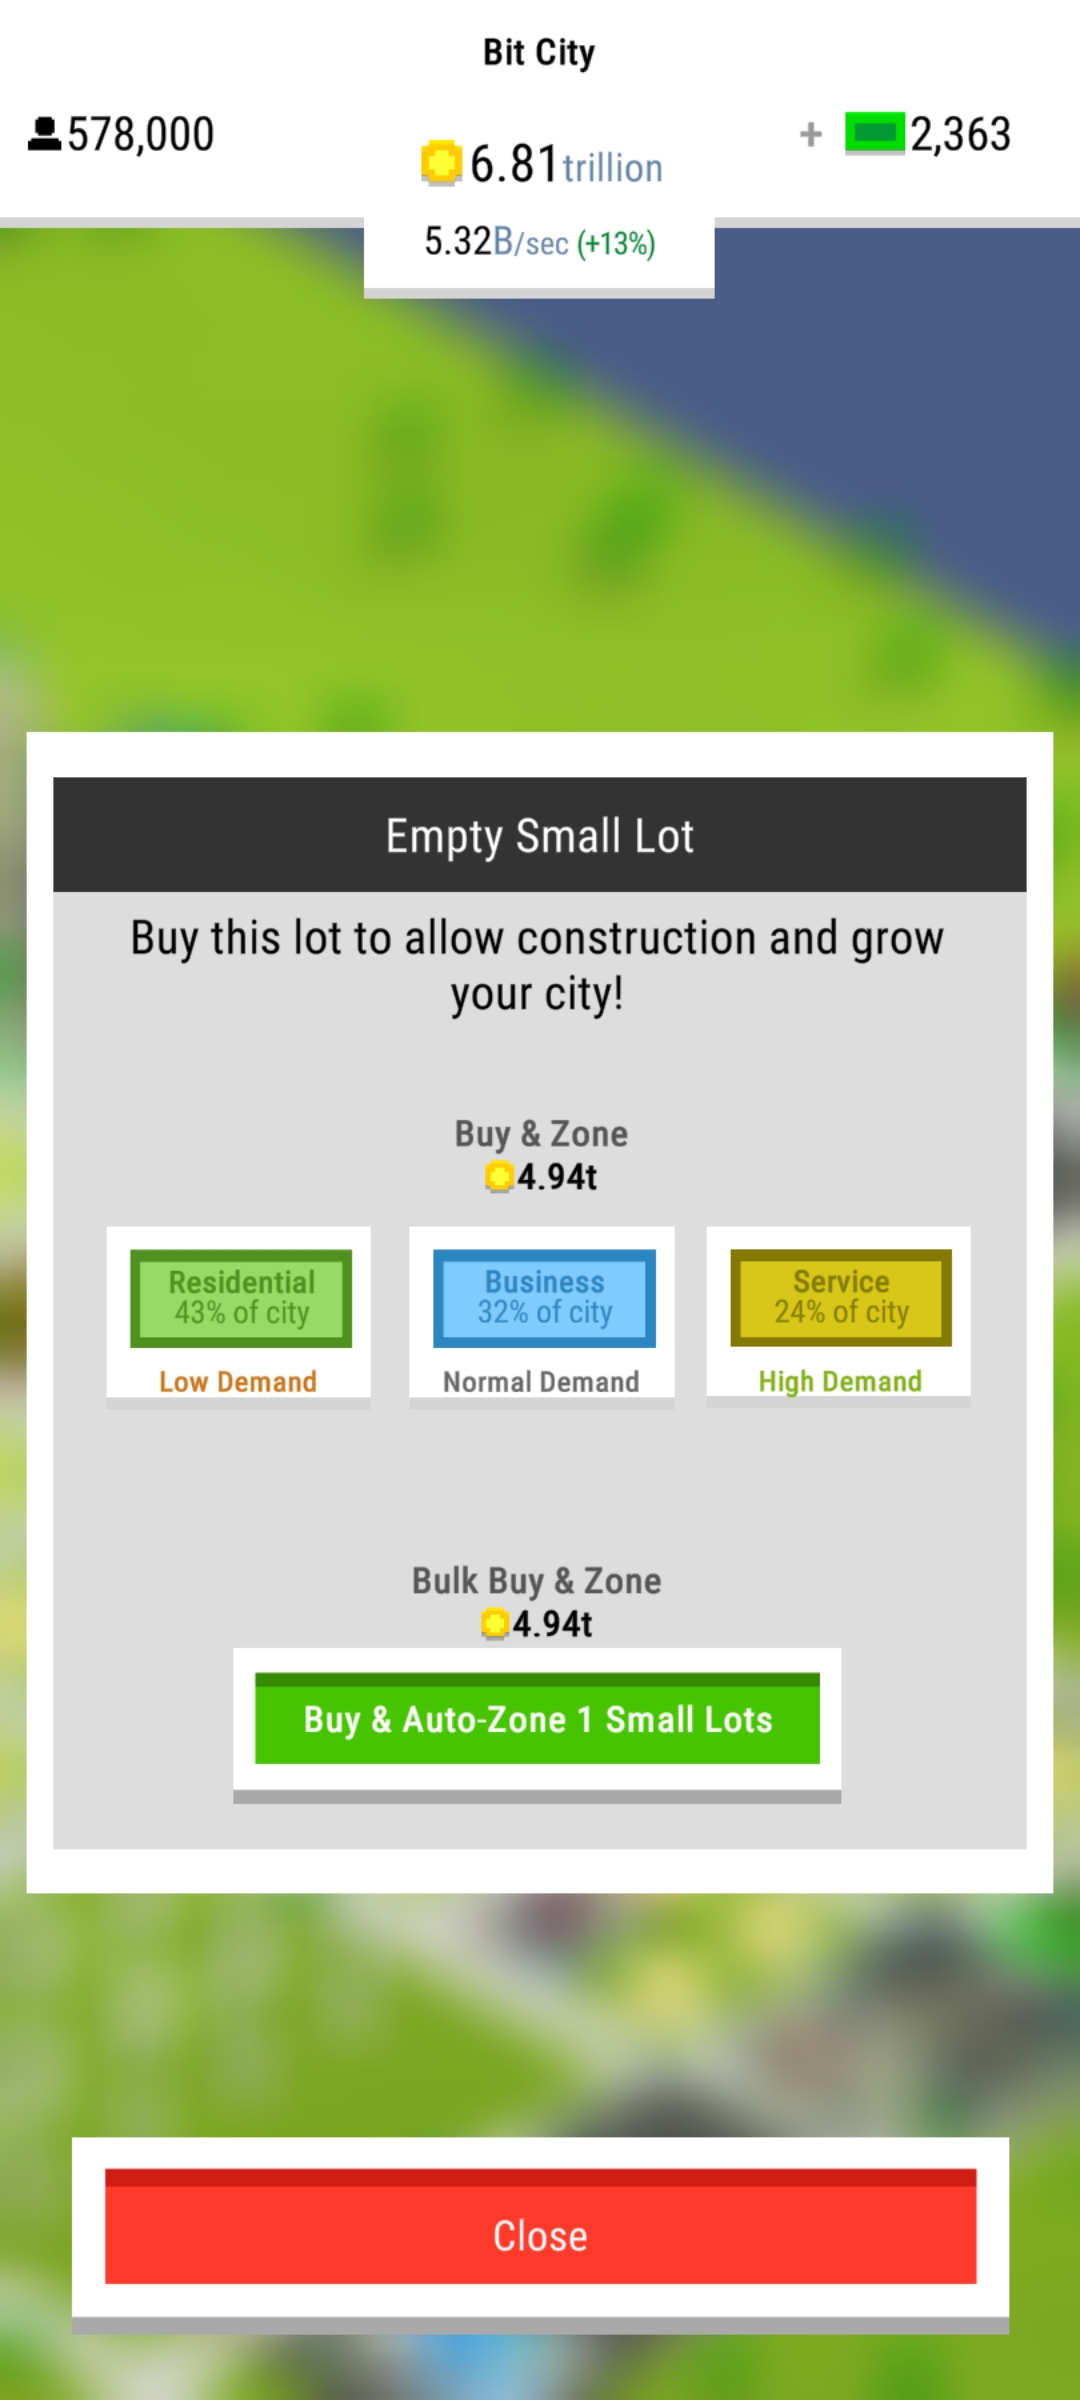 Bit City
578,000
6.81 trillion
+ 2,363
5.32B/sec (+13%)
Empty Small Lot
Buy this lot to allow construction and grow
your city!
Buy & Zone
4.94t
Residential
43% of city
Low Demand
Business
32% of city
Normal Demand
Service
24% of city
High Demand
Bulk Buy & Zone
4.94t
Buy & Auto-Zone 1 Small Lots
Close